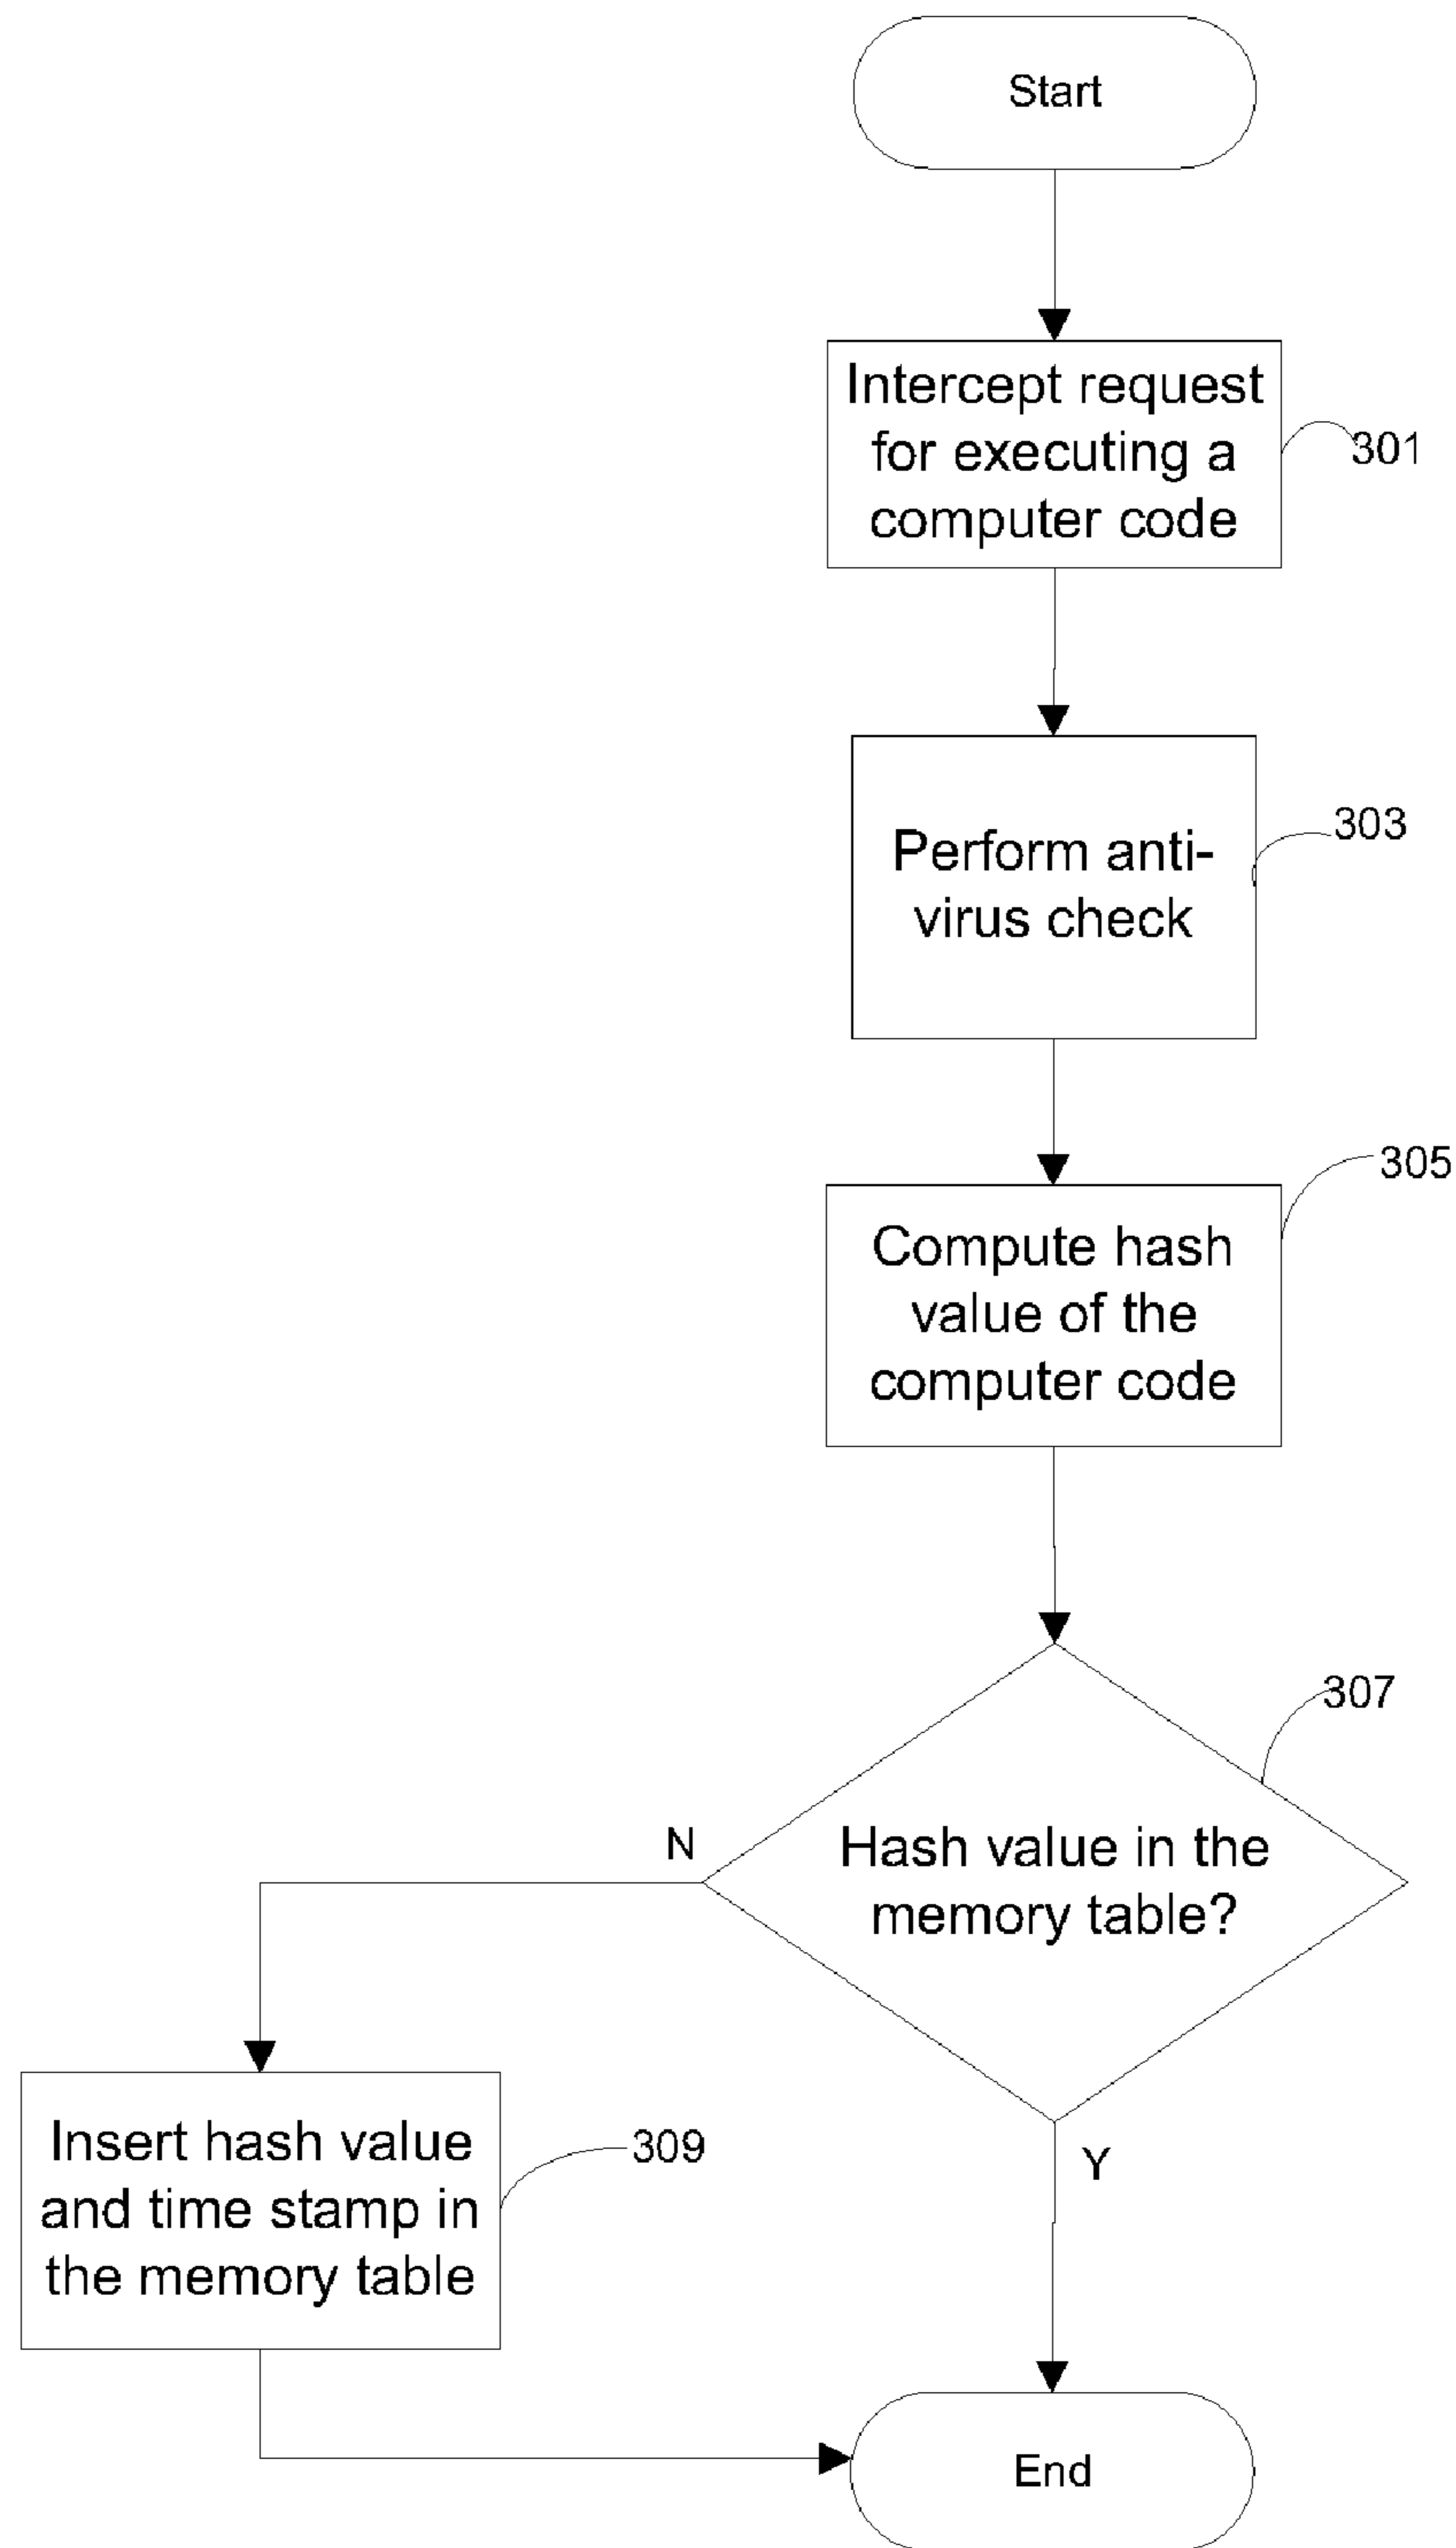 Start
Intercept request
for executing a
computer code
301
Perform anti-
virus check
303
305
Compute hash
value of the
computer code
307
Hash value in the
memory table?
N
Y
Insert hash value
and time stamp in
the memory table
309
End